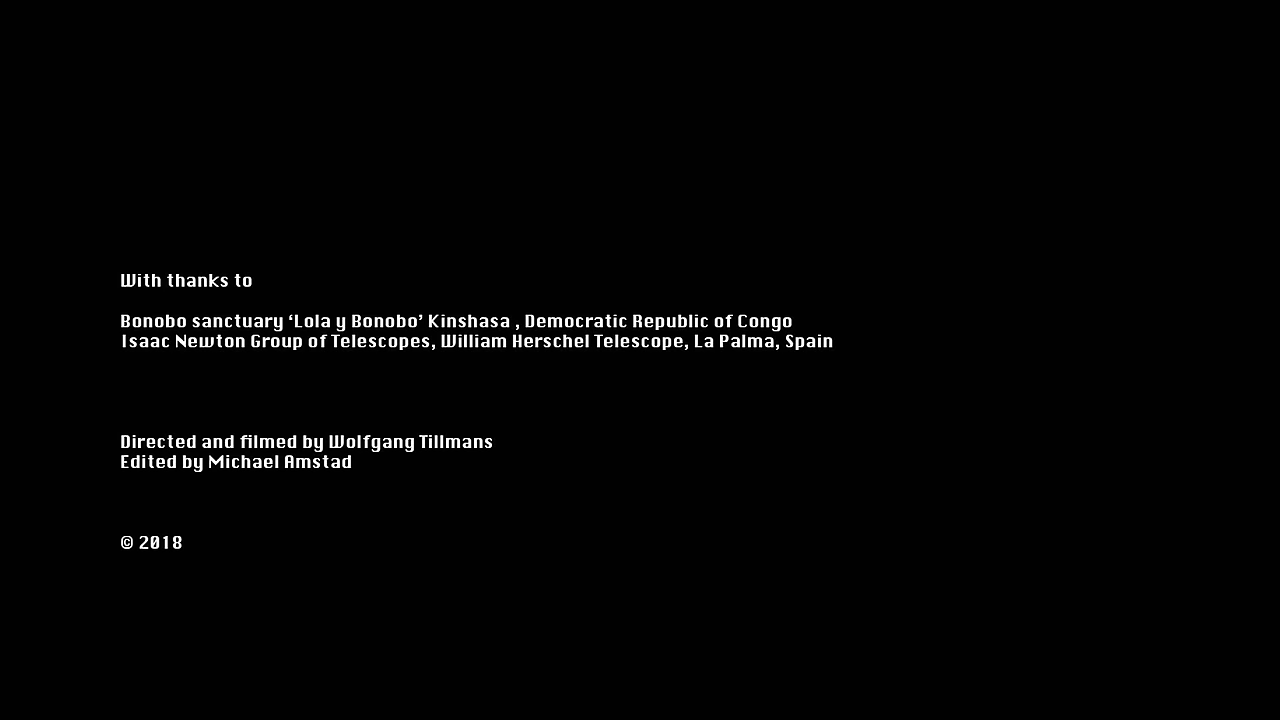 With thanks to
Bonobo sanctuary ‘Lola y Bonobo’ Kinshasa , Democratic Republic of Congo
Isaac Newton Group of Telescopes, William Herschel Telescope, La Palma, Spain
Directed and filmed by Wolfgang Tillmans
Edited by Michael Amstad
© 2018